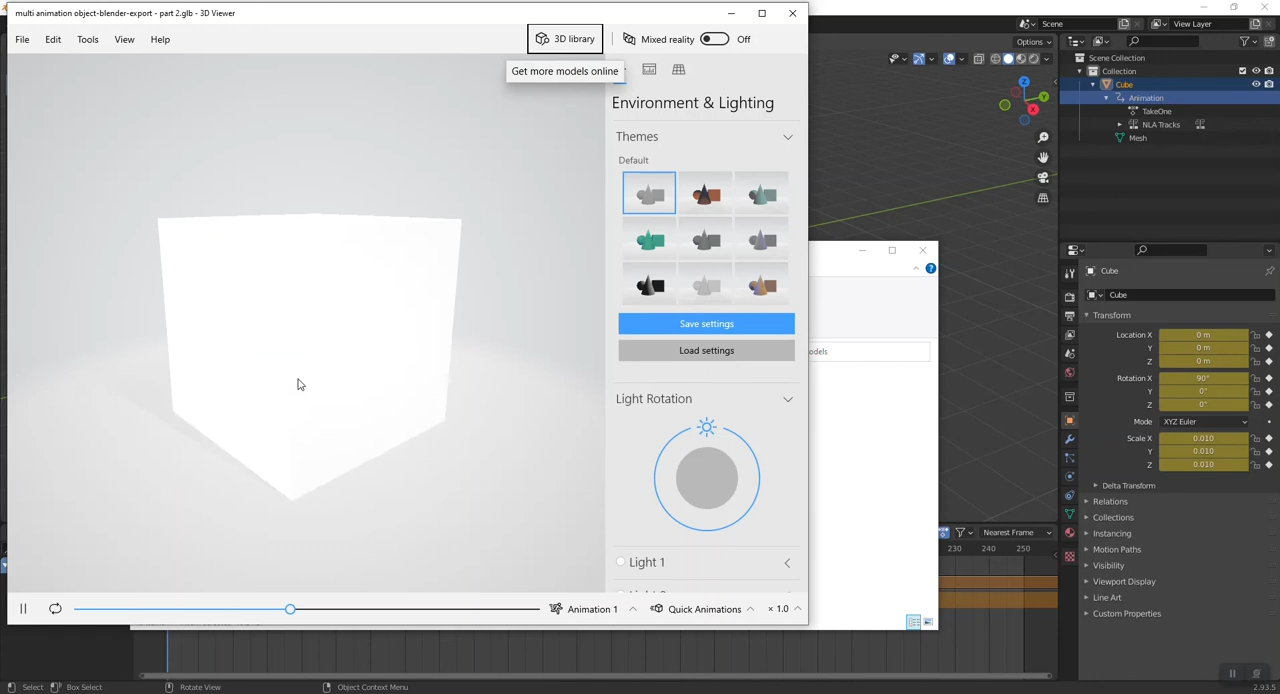 multi animation object-blender-export - part 2.glb - 3D Viewer
File Edit Tools View Help
3D library
Mixed reality Off
Get more models online
Environment & Lighting
Themes
Default
Save settings
Load settings
Light Rotation
Light 1
Animation 1
Quick Animations
× 1.0
Scene
View Layer
Options
Scene Collection
Collection
Cube
Animation
TakeOne
NLA Tracks
Mesh
Cube
Cube
Transform
Location X 0 m
Y 0 m
Z 0 m
Rotation X 90°
Y 0°
Z 0°
Mode XYZ Euler
Scale X 0.010
Y 0.010
Z 0.010
Delta Transform
Relations
Collections
Instancing
Motion Paths
Visibility
Viewport Display
Line Art
Custom Properties
Nearest Frame
230 240 250
Select Box Select Rotate View Object Context Menu
2.93.5